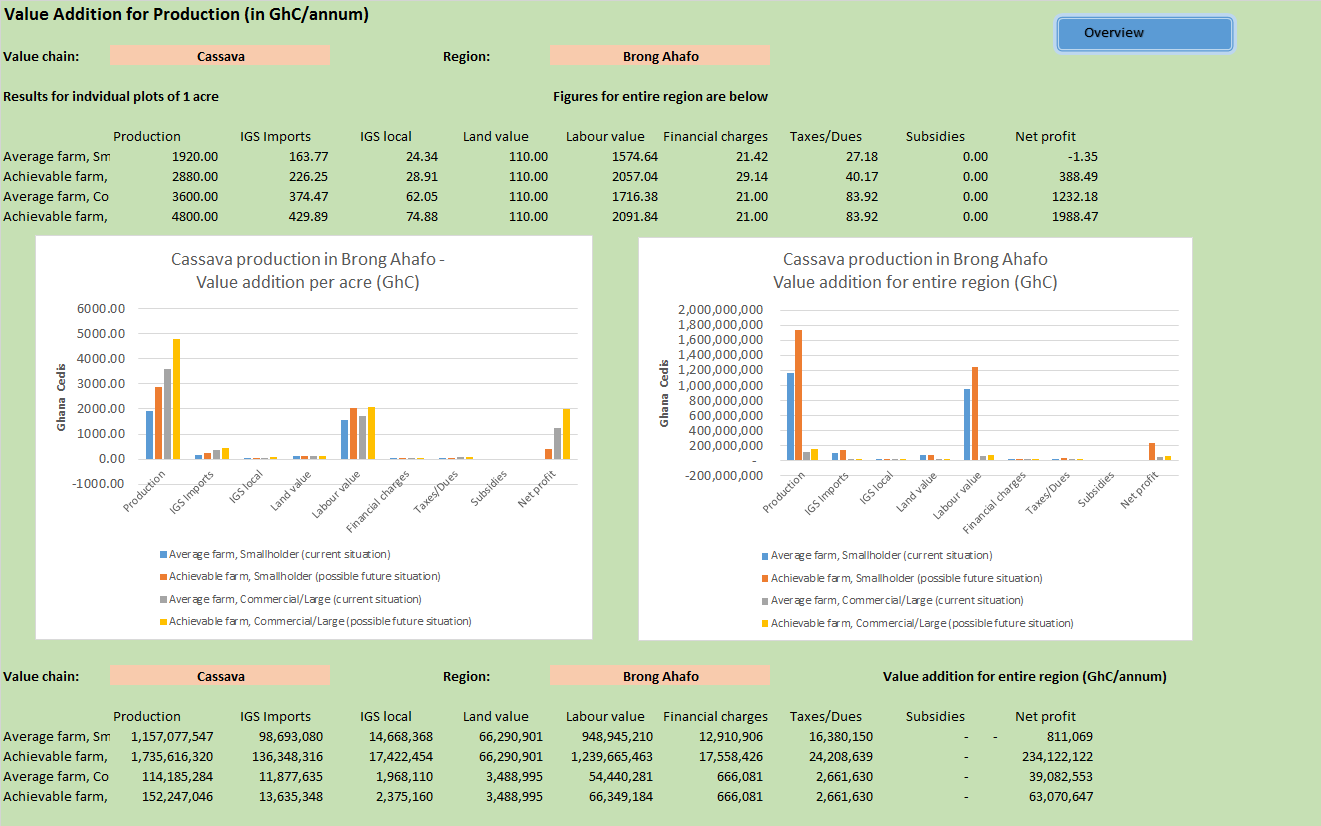 Value Addition for Production (in GhC/annum)
Overview
Value chain: Cassava Region: Brong Ahafo
Results for indvidual plots of 1 acre Figures for entire region are below
Production IGS Imports IGS local Land value Labour value Financial charges Taxes/Dues Subsidies Net profit
Average farm, Sm 1920.00 163.77 24.34 110.00 1574.64 21.42 27.18 0.00 -1.35
Achievable farm, 2880.00 226.25 28.91 110.00 2057.04 29.14 40.17 0.00 388.49
Average farm, Co 3600.00 374.47 62.05 110.00 1716.38 21.00 83.92 0.00 1232.18
Achievable farm, 4800.00 429.89 74.88 110.00 2091.84 21.00 83.92 0.00 1988.47
Cassava production in Brong Ahafo -
Value addition per acre (GhC)
6000.00
5000.00
4000.00
3000.00
2000.00
1000.00
0.00
-1000.00
Ghana Cedis
Production IGS Imports IGS local Land value Labour value Financial charges Taxes/Dues Subsidies Net profit
Average farm, Smallholder (current situation)
Achievable farm, Smallholder (possible future situation)
Average farm, Commercial/Large (current situation)
Achievable farm, Commercial/Large (possible future situation)
Cassava production in Brong Ahafo
Value addition for entire region (GhC)
2,000,000,000
1,800,000,000
1,600,000,000
1,400,000,000
1,200,000,000
1,000,000,000
800,000,000
600,000,000
400,000,000
200,000,000
-
-200,000,000
Ghana Cedis
Production IGS Imports IGS local Land value Labour value Financial charges Taxes/Dues Subsidies Net profit
Average farm, Smallholder (current situation)
Achievable farm, Smallholder (possible future situation)
Average farm, Commercial/Large (current situation)
Achievable farm, Commercial/Large (possible future situation)
Value chain: Cassava Region: Brong Ahafo Value addition for entire region (GhC/annum)
Production IGS Imports IGS local Land value Labour value Financial charges Taxes/Dues Subsidies Net profit
Average farm, Sm 1,157,077,547 98,693,080 14,668,368 66,290,901 948,945,210 12,910,906 16,380,150 - - 811,069
Achievable farm, 1,735,616,320 136,348,316 17,422,454 66,290,901 1,239,665,463 17,558,426 24,208,639 - 234,122,122
Average farm, Co 114,185,284 11,877,635 1,968,110 3,488,995 54,440,281 666,081 2,661,630 - 39,082,553
Achievable farm, 152,247,046 13,635,348 2,375,160 3,488,995 66,349,184 666,081 2,661,630 - 63,070,647